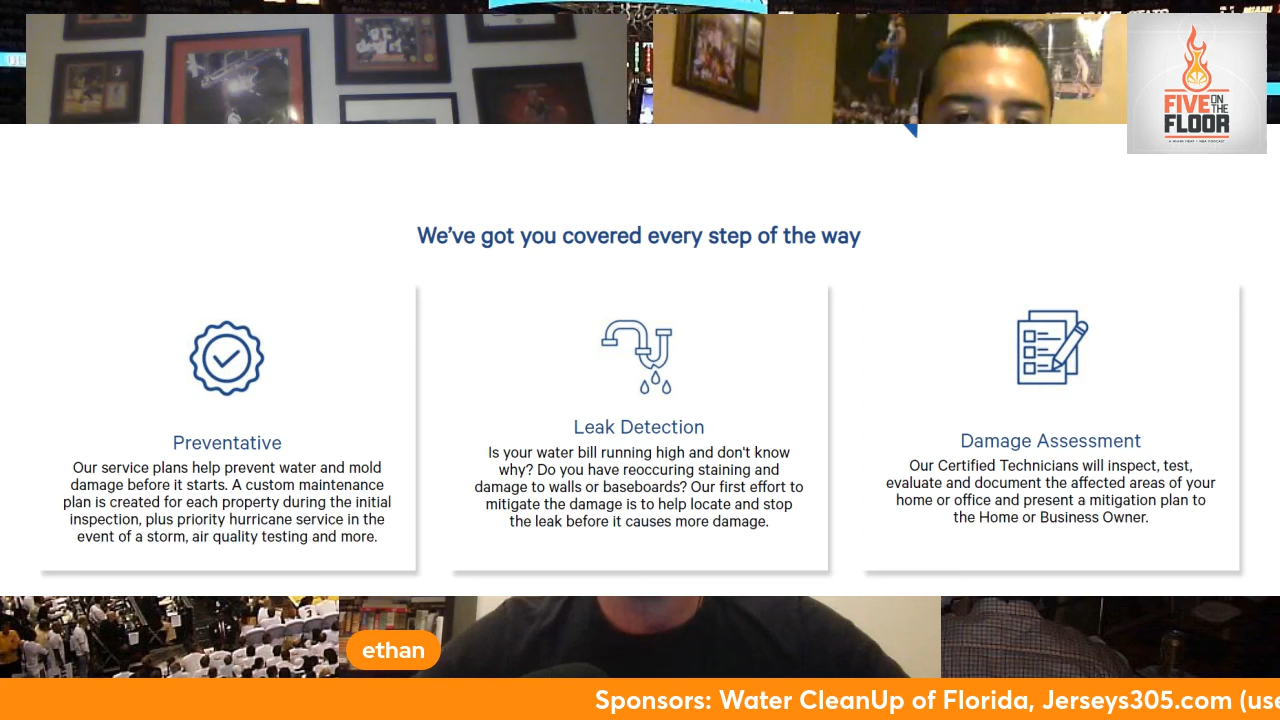 FIVE ON THE
FLOOR
A MIAMI HEAT + NBA PODCAST
We've got you covered every step of the way
Preventative
Our service plans help prevent water and mold
damage before it starts. A custom maintenance
plan is created for each property during the initial
inspection, plus priority hurricane service in the
event of a storm, air quality testing and more.
Leak Detection
Is your water bill running high and don't know
why? Do you have reoccuring staining and
damage to walls or baseboards? Our first effort to
mitigate the damage is to help locate and stop
the leak before it causes more damage.
Damage Assessment
Our Certified Technicians will inspect, test,
evaluate and document the affected areas of your
home or office and present a mitigation plan to
the Home or Business Owner.
ethan
Sponsors: Water CleanUp of Florida, Jerseys305.com (use